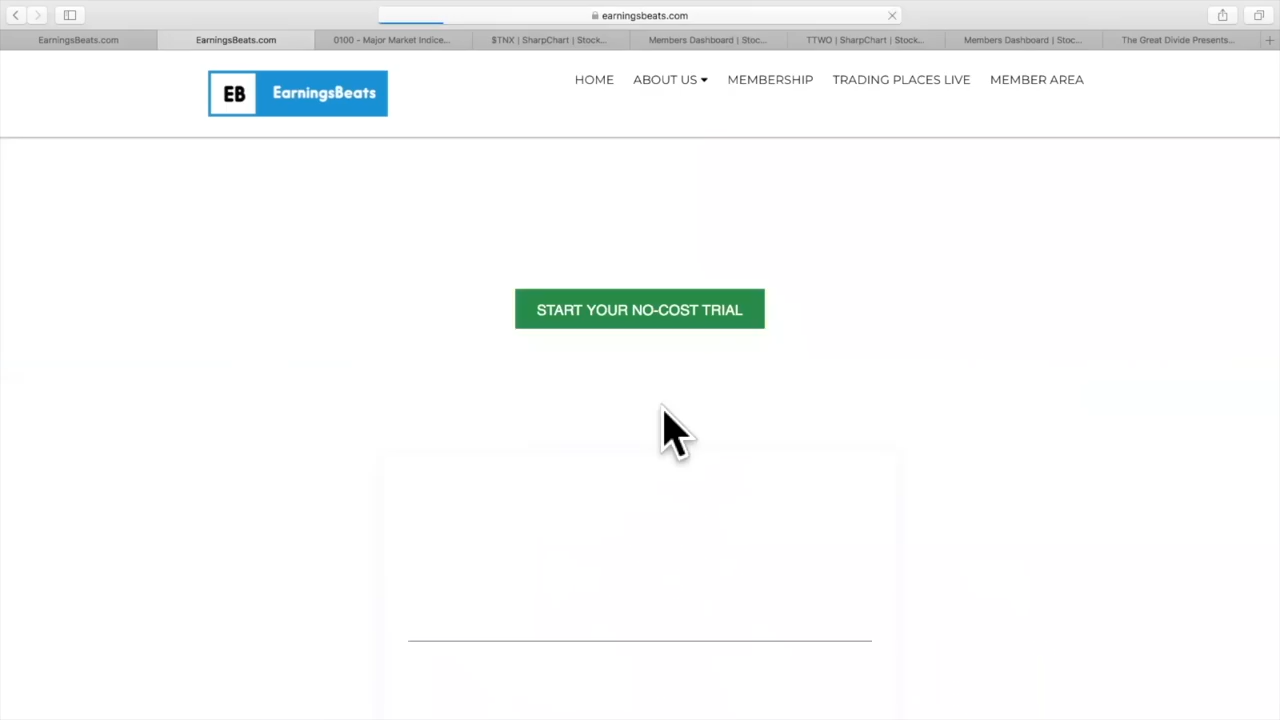 earningsbeats.com
EarningsBeats.com
EarningsBeats.com
0100 - Major Market Indice...
$TNX | SharpChart | Stock...
Members Dashboard | Stoc...
TTWO | SharpChart | Stock...
Members Dashboard | Stoc...
The Great Divide Presents...
EB EarningsBeats
HOME
ABOUT US
MEMBERSHIP
TRADING PLACES LIVE
MEMBER AREA
START YOUR NO-COST TRIAL